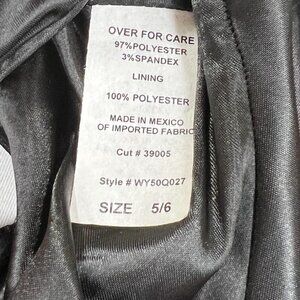 OVER FOR CARE
97%POLYESTER
3%SPANDEX
LINING
100% POLYESTER
MADE IN MEXICO
OF IMPORTED FABRIC
Cut # 39005
Style # WY50Q027
SIZE 5/6